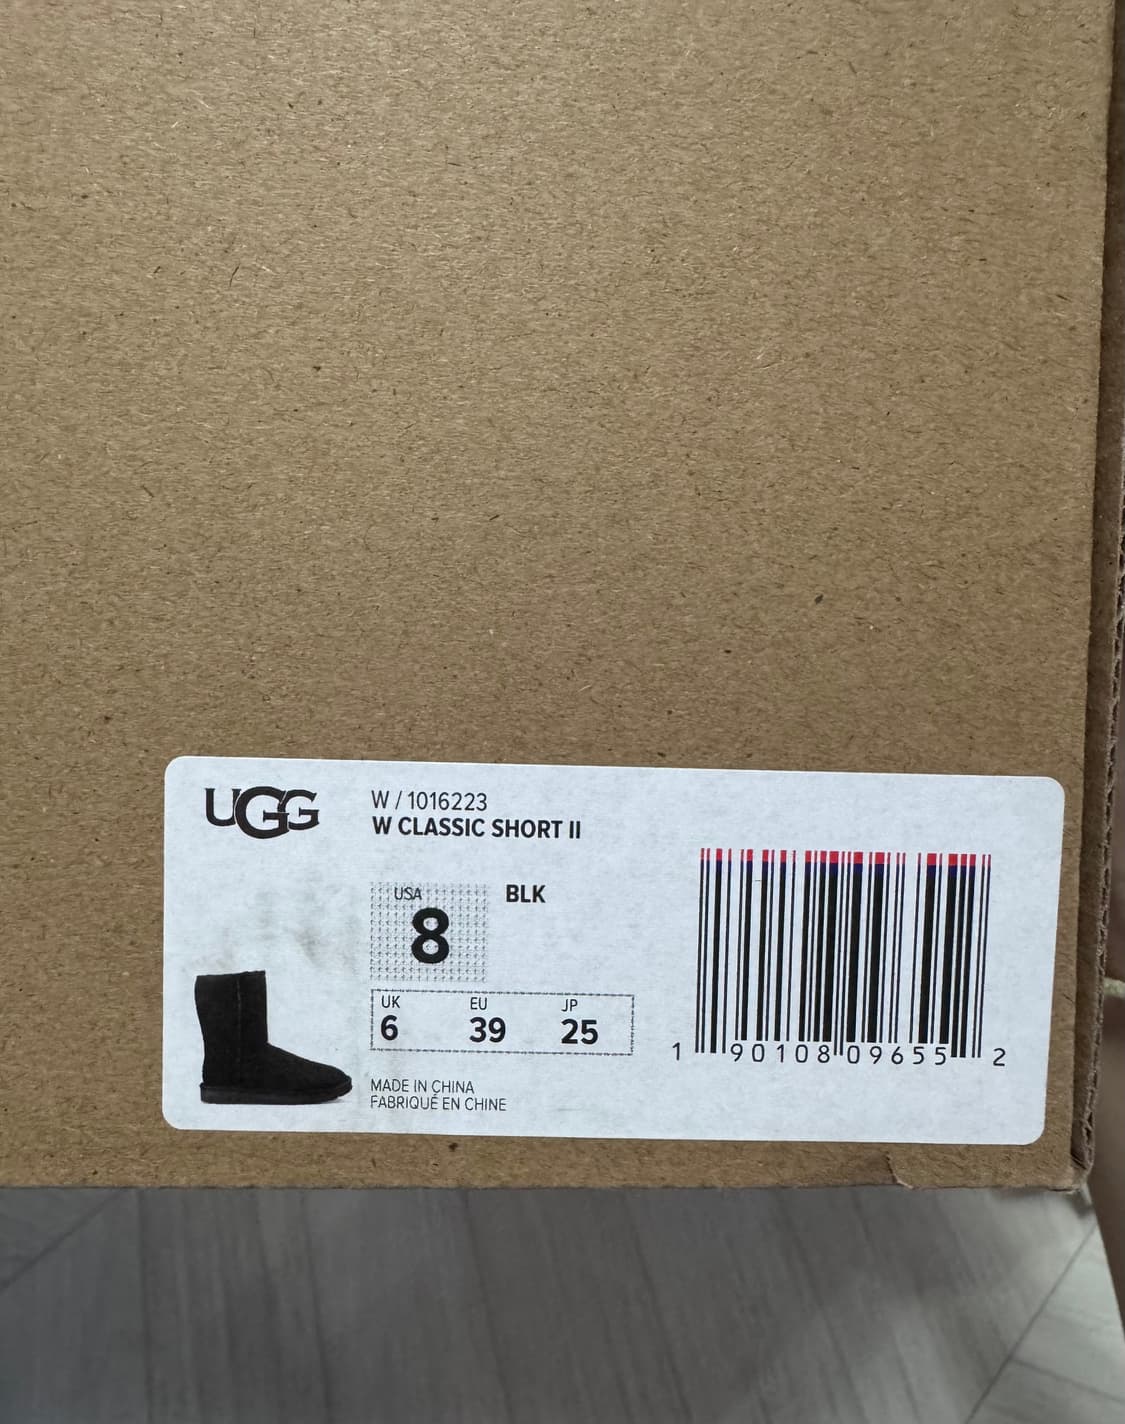 UGG
W / 1016223
W CLASSIC SHORT II
USA
8
BLK
UK EU JP
6 39 25
MADE IN CHINA
FABRIQUÉ EN CHINE
1 90108 09655 2